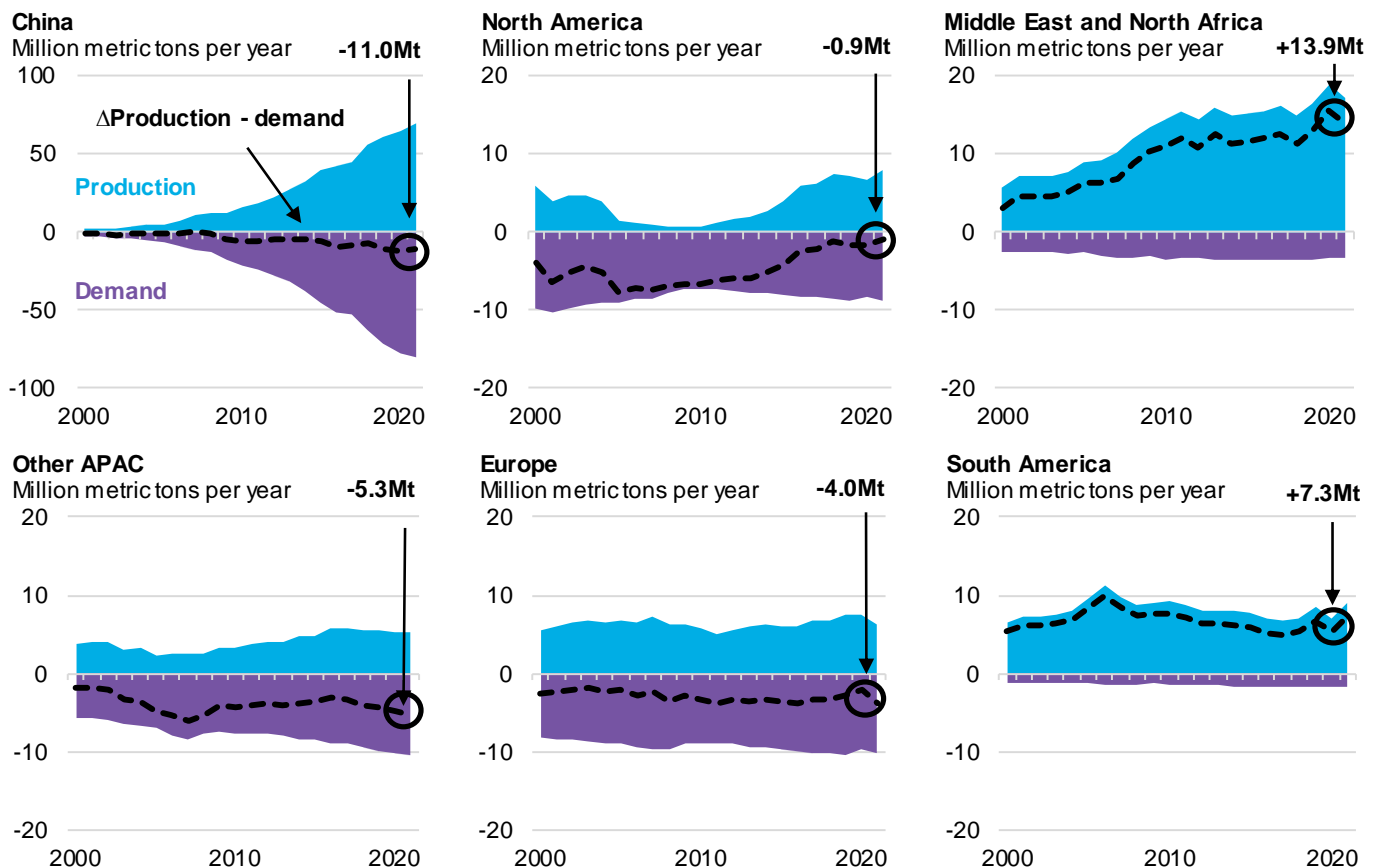 China
Million metric tons per year
-11.0Mt
100
50
0
-50
-100
2000
2010
2020
∆Production - demand
Production
Demand
North America
Million metric tons per year
-0.9Mt
20
10
0
-10
-20
2000
2010
2020
Middle East and North Africa
Million metric tons per year
+13.9Mt
20
10
0
-10
-20
2000
2010
2020
Other APAC
Million metric tons per year
-5.3Mt
20
10
0
-10
-20
2000
2010
2020
Europe
Million metric tons per year
-4.0Mt
20
10
0
-10
-20
2000
2010
2020
South America
Million metric tons per year
+7.3Mt
20
10
0
-10
-20
2000
2010
2020